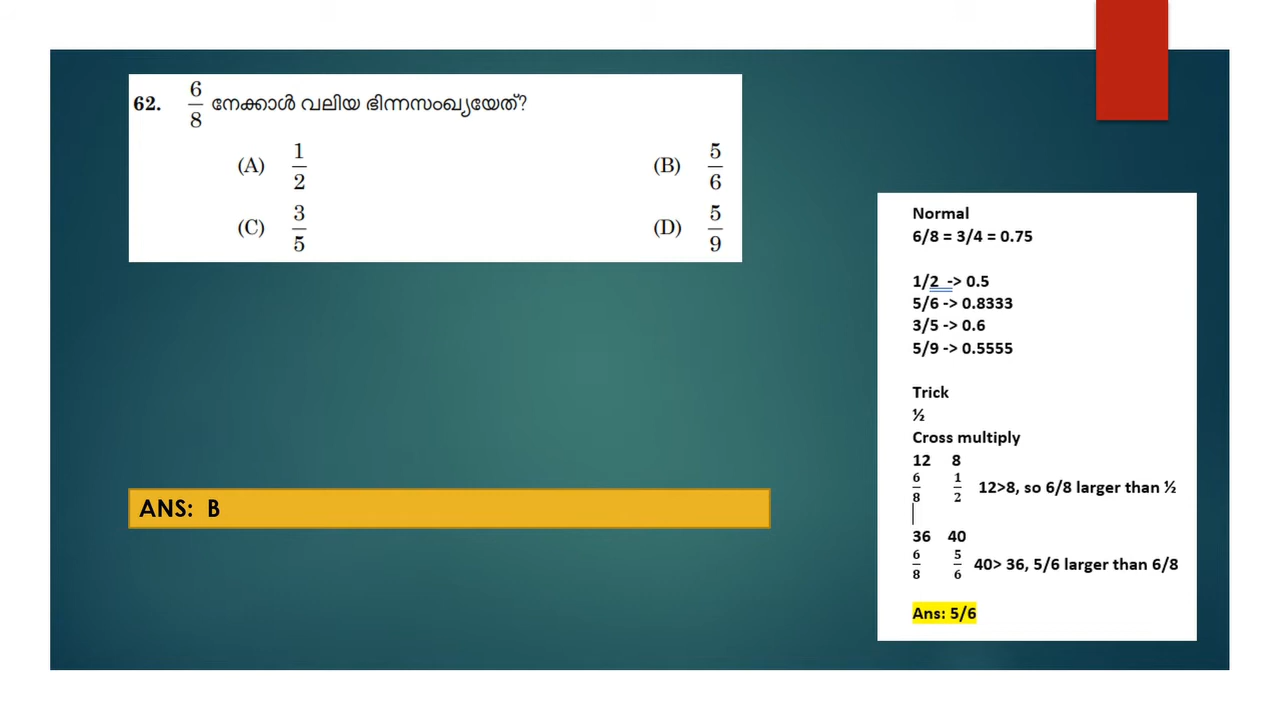 62. 6/8 നേക്കാൾ വലിയ ഭിന്നസംഖ്യയേത്?
(A) 1/2 (B) 5/6
(C) 3/5 (D) 5/9
ANS: B
Normal
6/8 = 3/4 = 0.75
1/2 -> 0.5
5/6 -> 0.8333
3/5 -> 0.6
5/9 -> 0.5555
Trick
½
Cross multiply
12 8
6/8 1/2 12>8, so 6/8 larger than ½
36 40
6/8 5/6 40> 36, 5/6 larger than 6/8
Ans: 5/6